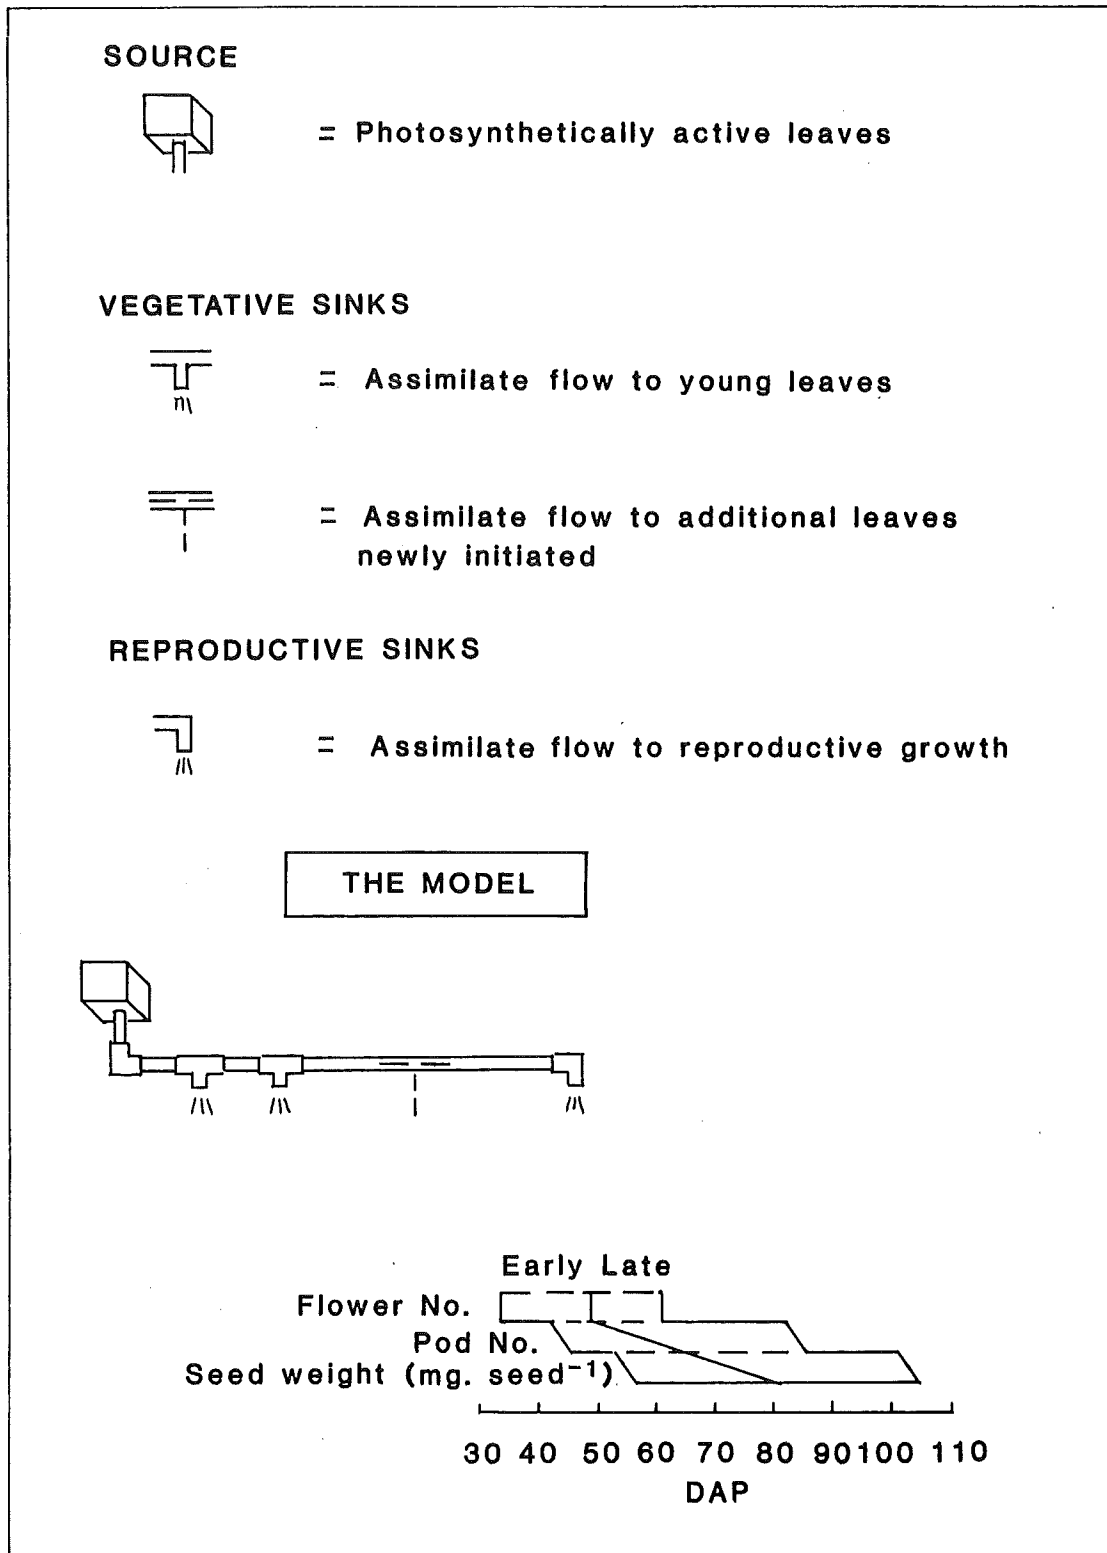 SOURCE
= Photosynthetically active leaves
VEGETATIVE SINKS
= Assimilate flow to young leaves
= Assimilate flow to additional leaves
newly initiated
REPRODUCTIVE SINKS
= Assimilate flow to reproductive growth
THE MODEL
Early Late
Flower No.
Pod No.
Seed weight (mg. seed⁻¹)
30 40 50 60 70 80 90 100 110
DAP